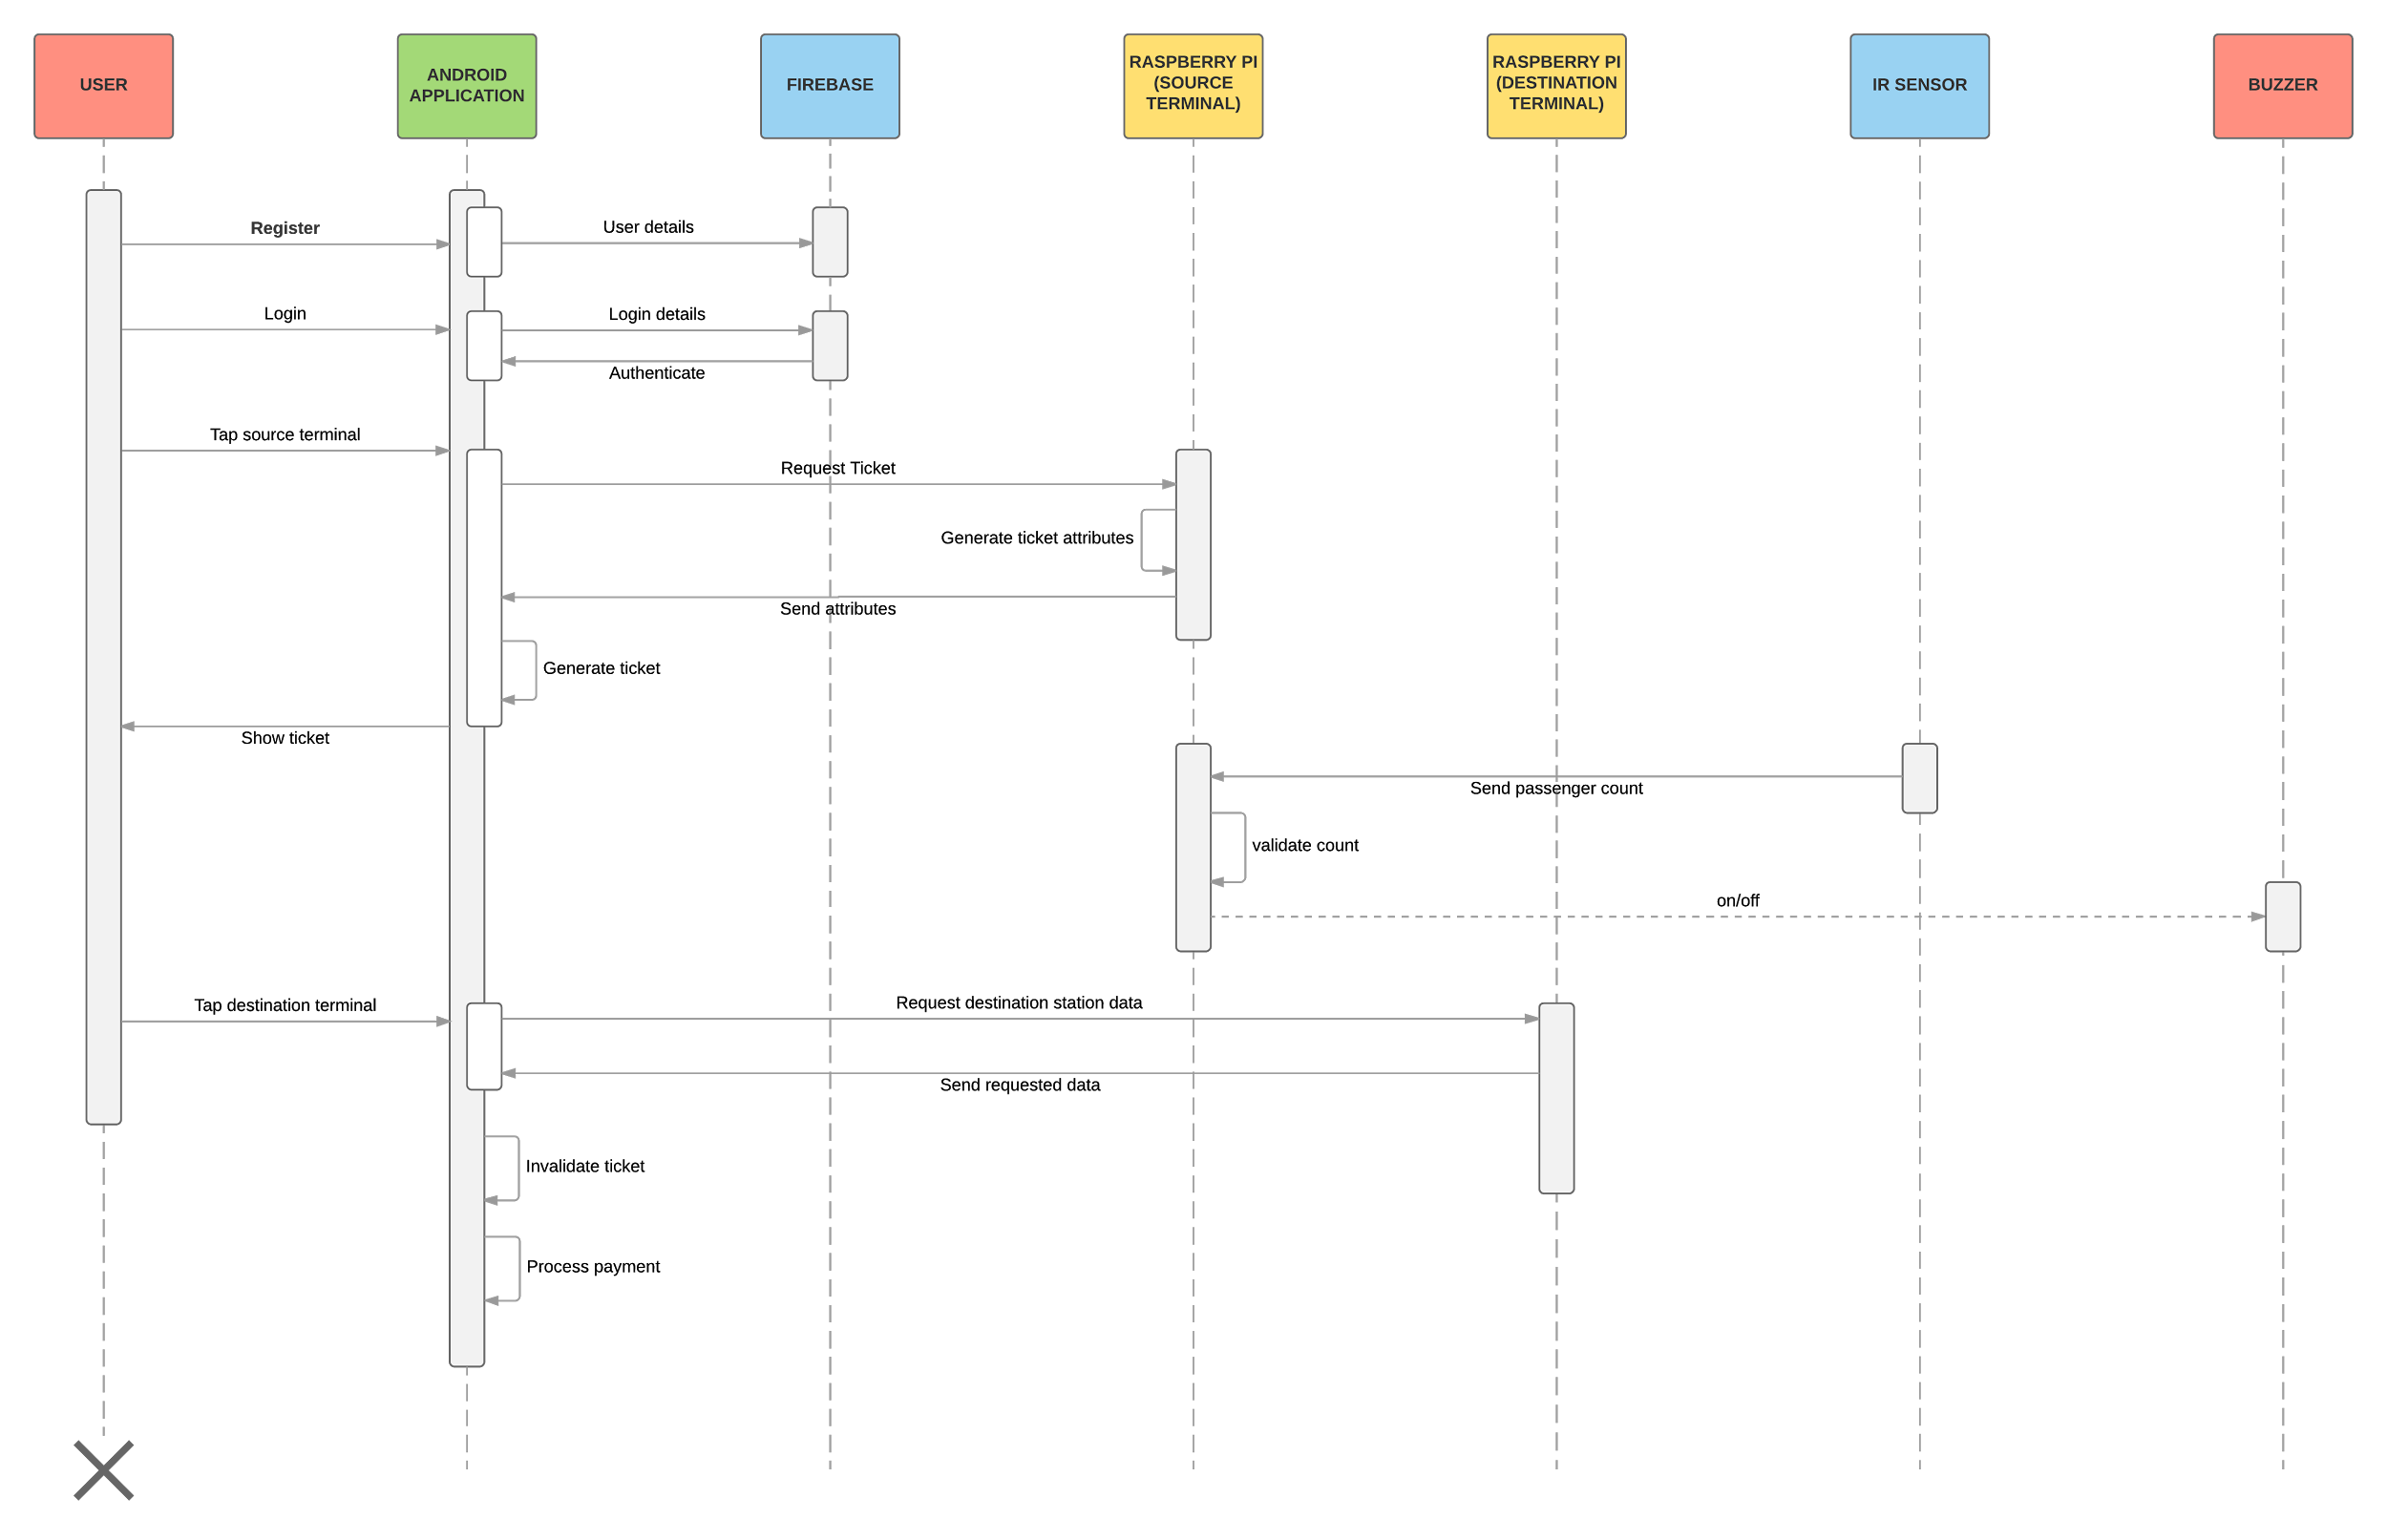 USER
ANDROID
APPLICATION
FIREBASE
RASPBERRY PI
(SOURCE
TERMINAL)
RASPBERRY PI
(DESTINATION
TERMINAL)
IR SENSOR
BUZZER
Register
User details
Login
Login details
Authenticate
Tap source terminal
Request Ticket
Generate ticket attributes
Send attributes
Generate ticket
Show ticket
Send passenger count
validate count
on/off
Tap destination terminal
Request destination station data
Send requested data
Invalidate ticket
Process payment